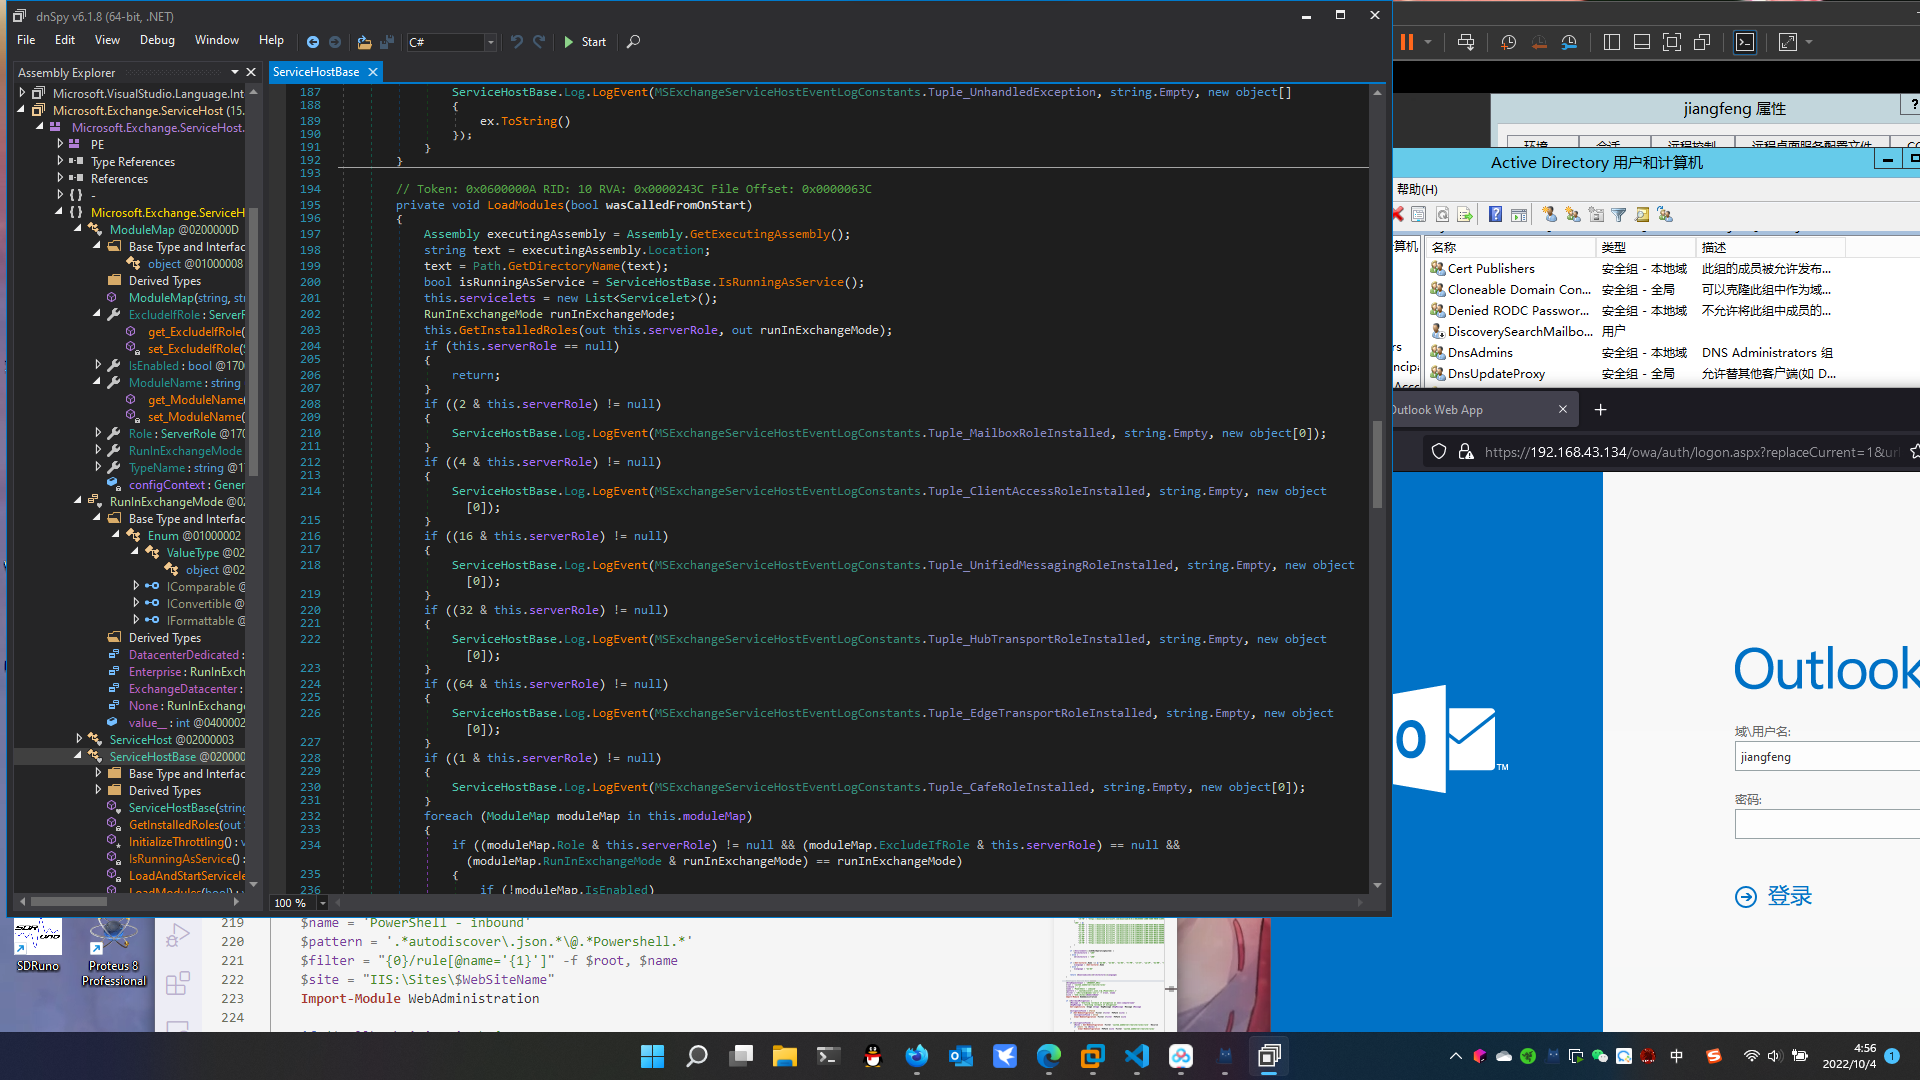 dnSpy v6.1.8 (64-bit, .NET)
File Edit View Debug Window Help C# Start
Assembly Explorer
Microsoft.VisualStudio.Language.Int
Microsoft.Exchange.ServiceHost (15.
Microsoft.Exchange.ServiceHost.
PE
Type References
References
-
Microsoft.Exchange.ServiceH
ModuleMap @0200000D
Base Type and Interfac
object @01000008
Derived Types
ModuleMap(string, str
ExcludeIfRole : ServerR
get_ExcludeIfRole(
set_ExcludeIfRole(S
IsEnabled : bool @170
ModuleName : string
get_ModuleName(
set_ModuleName(
Role : ServerRole @170
RunInExchangeMode
TypeName : string @1
configContext : Gener
RunInExchangeMode @02
Base Type and Interfac
Enum @01000002
ValueType @02
object @02
IComparable @
IConvertible @
IFormattable @
Derived Types
DatacenterDedicated :
Enterprise : RunInExch
ExchangeDatacenter :
None : RunInExchange
value__ : int @0400002
ServiceHost @02000003
ServiceHostBase @020000
Base Type and Interfac
Derived Types
ServiceHostBase(string
GetInstalledRoles(out
InitializeThrottling() : v
IsRunningAsService() :
LoadAndStartServicele
LoadModules(bool) :
ServiceHostBase
187 ServiceHostBase.Log.LogEvent(MSExchangeServiceHostEventLogConstants.Tuple_UnhandledException, string.Empty, new object[]
188 {
189 ex.ToString()
190 });
191 }
192 }
193
194 // Token: 0x0600000A RID: 10 RVA: 0x0000243C File Offset: 0x0000063C
195 private void LoadModules(bool wasCalledFromOnStart)
196 {
197 Assembly executingAssembly = Assembly.GetExecutingAssembly();
198 string text = executingAssembly.Location;
199 text = Path.GetDirectoryName(text);
200 bool isRunningAsService = ServiceHostBase.IsRunningAsService();
201 this.servicelets = new List<Servicelet>();
202 RunInExchangeMode runInExchangeMode;
203 this.GetInstalledRoles(out this.serverRole, out runInExchangeMode);
204 if (this.serverRole == null)
205 {
206 return;
207 }
208 if ((2 & this.serverRole) != null)
209 {
210 ServiceHostBase.Log.LogEvent(MSExchangeServiceHostEventLogConstants.Tuple_MailboxRoleInstalled, string.Empty, new object[0]);
211 }
212 if ((4 & this.serverRole) != null)
213 {
214 ServiceHostBase.Log.LogEvent(MSExchangeServiceHostEventLogConstants.Tuple_ClientAccessRoleInstalled, string.Empty, new object
[0]);
215 }
216 if ((16 & this.serverRole) != null)
217 {
218 ServiceHostBase.Log.LogEvent(MSExchangeServiceHostEventLogConstants.Tuple_UnifiedMessagingRoleInstalled, string.Empty, new object
[0]);
219 }
220 if ((32 & this.serverRole) != null)
221 {
222 ServiceHostBase.Log.LogEvent(MSExchangeServiceHostEventLogConstants.Tuple_HubTransportRoleInstalled, string.Empty, new object
[0]);
223 }
224 if ((64 & this.serverRole) != null)
225 {
226 ServiceHostBase.Log.LogEvent(MSExchangeServiceHostEventLogConstants.Tuple_EdgeTransportRoleInstalled, string.Empty, new object
[0]);
227 }
228 if ((1 & this.serverRole) != null)
229 {
230 ServiceHostBase.Log.LogEvent(MSExchangeServiceHostEventLogConstants.Tuple_CafeRoleInstalled, string.Empty, new object[0]);
231 }
232 foreach (ModuleMap moduleMap in this.moduleMap)
233 {
234 if ((moduleMap.Role & this.serverRole) != null && (moduleMap.ExcludeIfRole & this.serverRole) == null &&
(moduleMap.RunInExchangeMode & runInExchangeMode) == runInExchangeMode)
235 {
236 if (!moduleMap.IsEnabled)
100 %
jiangfeng 属性
?
环境 会话 远程控制 远程桌面服务配置文件
Active Directory 用户和计算机
帮助(H)
名称 类型 描述
Cert Publishers 安全组 - 本地域 此组的成员被允许发布...
Cloneable Domain Con... 安全组 - 全局 可以克隆此组中作为域...
Denied RODC Passwor... 安全组 - 本地域 不允许将此组中成员的...
DiscoverySearchMailbo... 用户
DnsAdmins 安全组 - 本地域 DNS Administrators 组
DnsUpdateProxy 安全组 - 全局 允许替其他客户端(如 D...
Outlook Web App
https://192.168.43.134/owa/auth/logon.aspx?replaceCurrent=1&url
Outlook
域\用户名:
jiangfeng
密码:
登录
TM
SDRuno
Proteus 8
Professional
219 $name = 'PowerShell - inbound'
220 $pattern = '.*autodiscover\.json.*\@.*Powershell.*'
221 $filter = "{0}/rule[@name='{1}']" -f $root, $name
222 $site = "IIS:\Sites\$WebSiteName"
223 Import-Module WebAdministration
224
中
4:56
2022/10/4
1